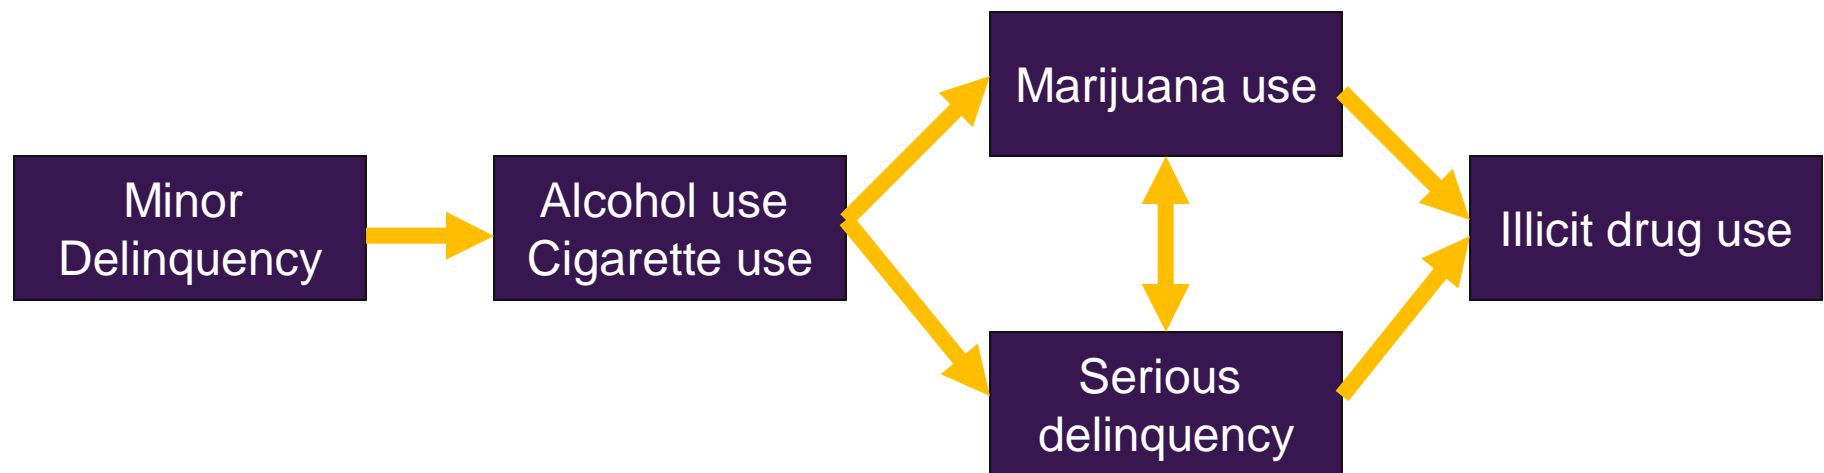 Minor
Delinquency
Alcohol use
Cigarette use
Marijuana use
Serious
delinquency
Illicit drug use